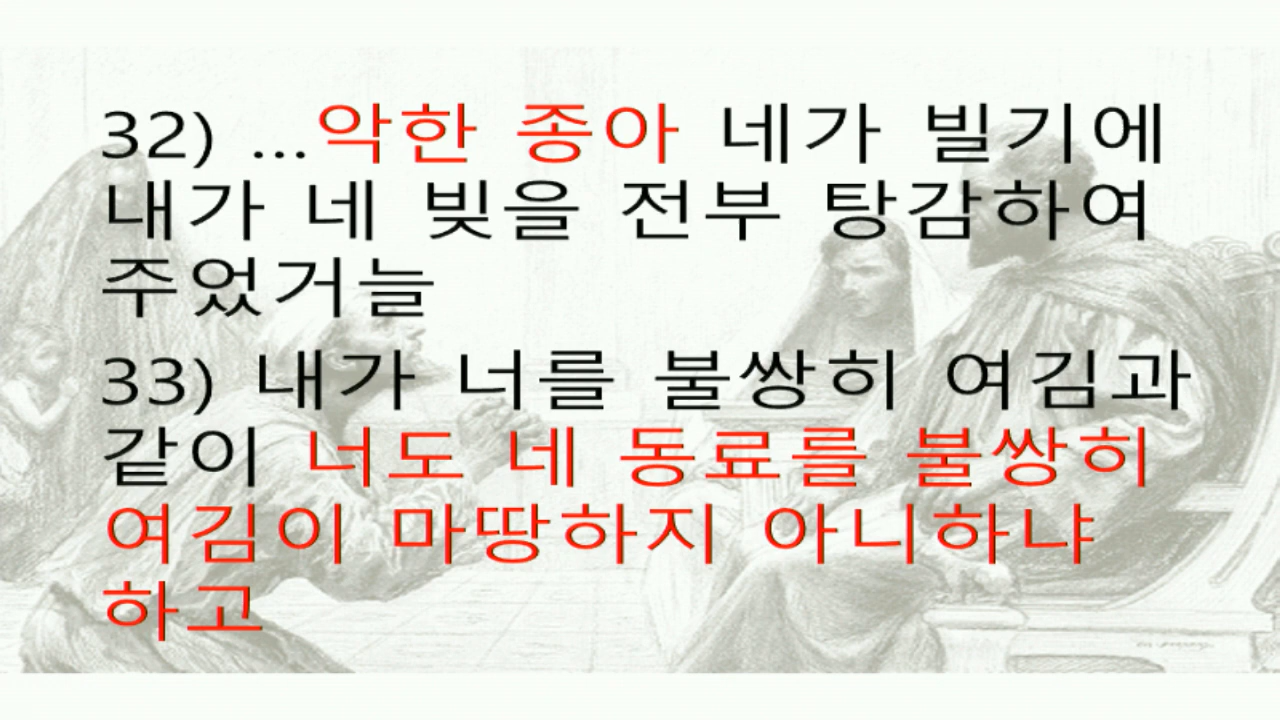 32) ...악한 종아 네가 빌기에
내가 네 빚을 전부 탕감하여
주었거늘
33) 내가 너를 불쌍히 여김과
같이 너도 네 동료를 불쌍히
여김이 마땅하지 아니하냐
하고